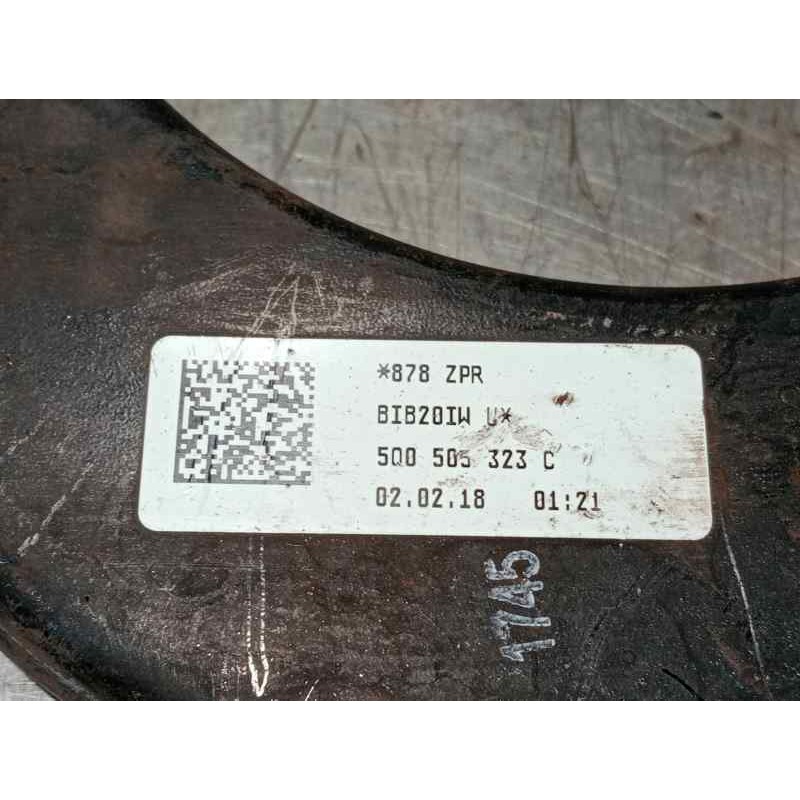 *878 ZPR
BIB20IW U*
5Q0 505 323 C
02.02.18 01:21
1745